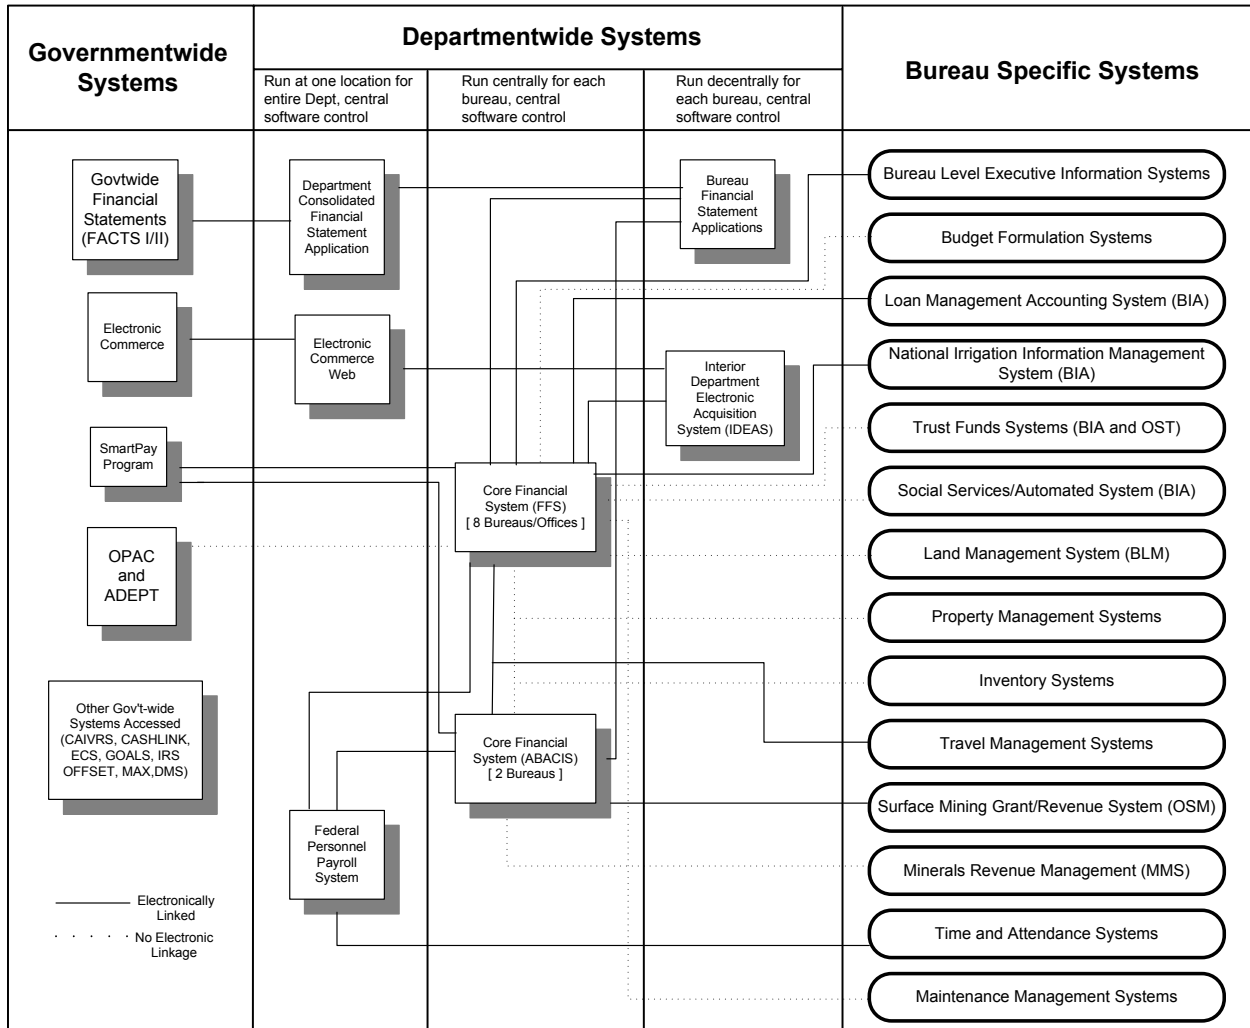 Governmentwide
Systems
Departmentwide Systems
Bureau Specific Systems
Run at one location for
entire Dept, central
software control
Run centrally for each
bureau, central
software control
Run decentrally for
each bureau, central
software control
Govtwide
Financial
Statements
(FACTS I/II)
Electronic
Commerce
SmartPay
Program
OPAC
and
ADEPT
Other Gov't-wide
Systems Accessed
(CAIVRS, CASHLINK,
ECS, GOALS, IRS
OFFSET, MAX,DMS)
Electronically
Linked
No Electronic
Linkage
Department
Consolidated
Financial
Statement
Application
Electronic
Commerce
Web
Federal
Personnel
Payroll
System
Core Financial
System (FFS)
[ 8 Bureaus/Offices ]
Core Financial
System (ABACIS)
[ 2 Bureaus ]
Bureau
Financial
Statement
Applications
Interior
Department
Electronic
Acquisition
System (IDEAS)
Bureau Level Executive Information Systems
Budget Formulation Systems
Loan Management Accounting System (BIA)
National Irrigation Information Management
System (BIA)
Trust Funds Systems (BIA and OST)
Social Services/Automated System (BIA)
Land Management System (BLM)
Property Management Systems
Inventory Systems
Travel Management Systems
Surface Mining Grant/Revenue System (OSM)
Minerals Revenue Management (MMS)
Time and Attendance Systems
Maintenance Management Systems